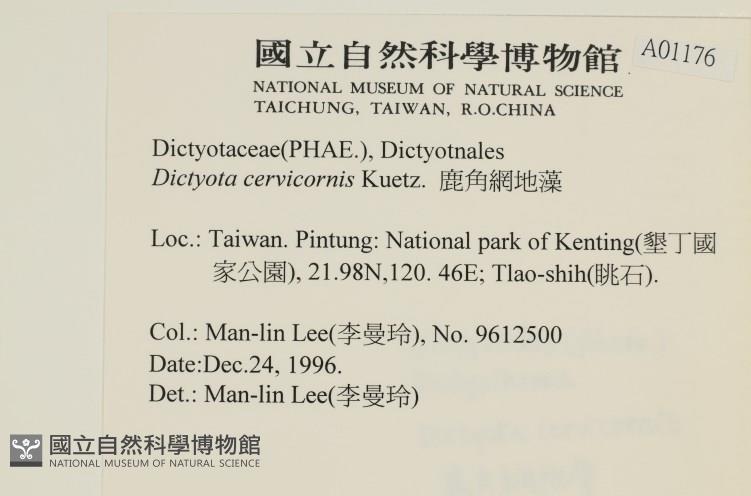 國立自然科學博物館
A01176
NATIONAL MUSEUM OF NATURAL SCIENCE
TAICHUNG, TAIWAN, R.O.CHINA
Dictyotaceae(PHAE.), Dictyotnales
Dictyota cervicornis Kuetz. 鹿角網地藻
Loc.: Taiwan. Pintung: National park of Kenting(墾丁國
家公園), 21.98N,120. 46E; Tlao-shih(眺石).
Col.: Man-lin Lee(李曼玲), No. 9612500
Date:Dec.24, 1996.
Det.: Man-lin Lee(李曼玲)
國立自然科學博物館
NATIONAL MUSEUM OF NATURAL SCIENCE